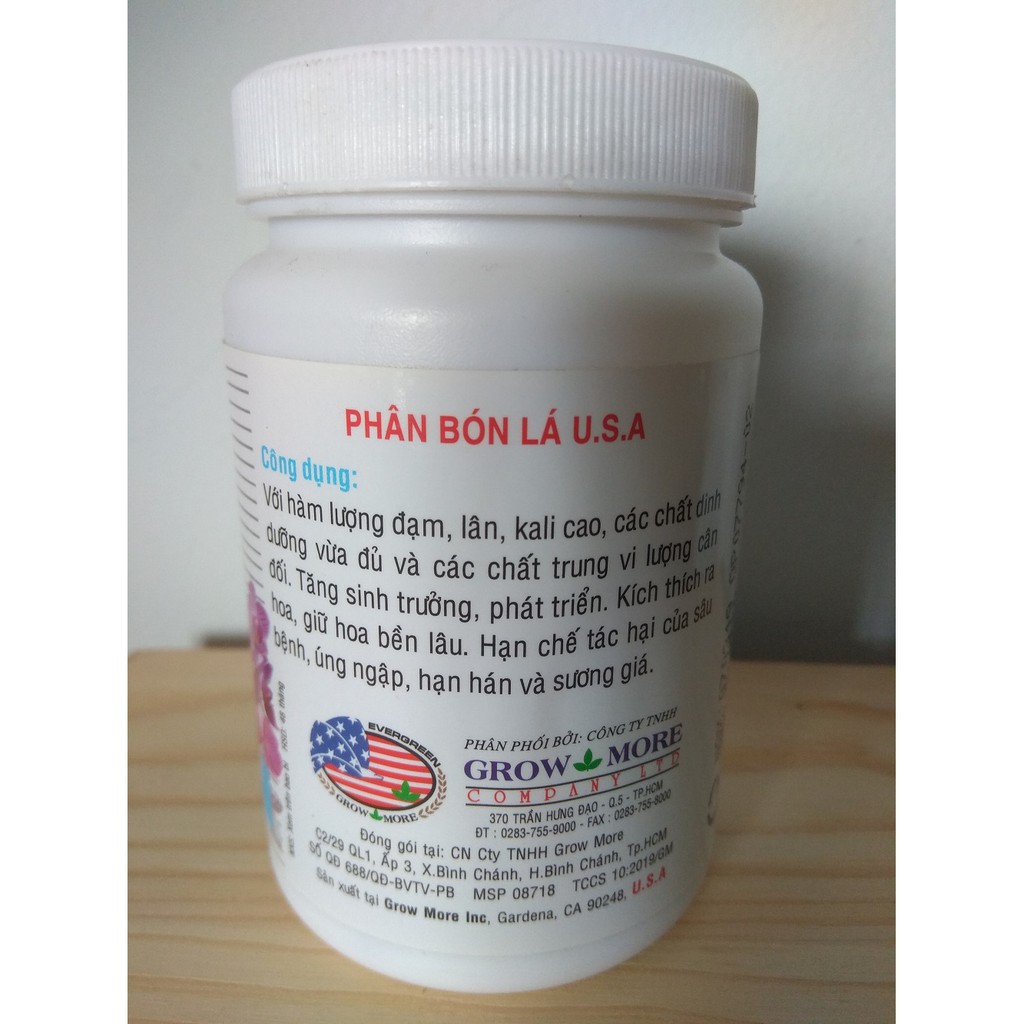 PHÂN BÓN LÁ U.S.A
Công dụng:
Với hàm lượng đạm, lân, kali cao, các chất dinh
dưỡng vừa đủ và các chất trung vi lượng cân
đối. Tăng sinh trưởng, phát triển. Kích thích ra
hoa, giữ hoa bền lâu. Hạn chế tác hại của sâu
bệnh, úng ngập, hạn hán và sương giá.
EVERGREEN
GROW MORE
PHÂN PHỐI BỞI: CÔNG TY TNHH
GROW MORE
COMPANY LTD
370 TRẦN HƯNG ĐẠO - Q.5 - TP.HCM
ĐT : 0283-755-9000 - FAX : 0283-755-8000
Đóng gói tại: CN Cty TNHH Grow More
C2/29 QL1, Ấp 3, X.Bình Chánh, H.Bình Chánh, Tp.HCM
SỐ QĐ 688/QĐ-BVTV-PB MSP 08718 TCCS 10:2019/GM
Sản xuất tại Grow More Inc, Gardena, CA 90248, U.S.A
HSD: 48 tháng